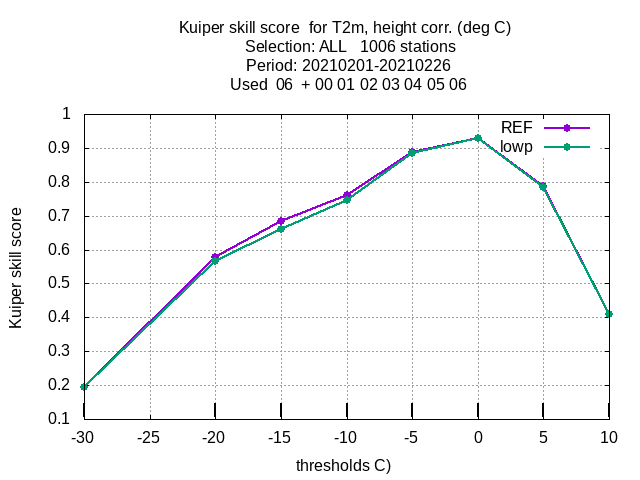 Kuiper skill score  for T2m, height corr. (deg C)
Selection: ALL   1006 stations
Period: 20210201-20210226
Used  06  + 00 01 02 03 04 05 06
REF
lowp
Kuiper skill score
1
0.9
0.8
0.7
0.6
0.5
0.4
0.3
0.2
0.1
-30 -25 -20 -15 -10 -5 0 5 10
thresholds C)